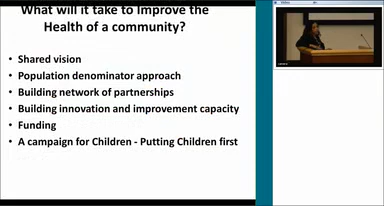 What will it take to Improve the
Health of a community?
• Shared vision
• Population denominator approach
• Building network of partnerships
• Building innovation and improvement capacity
• Funding
• A campaign for Children - Putting Children first